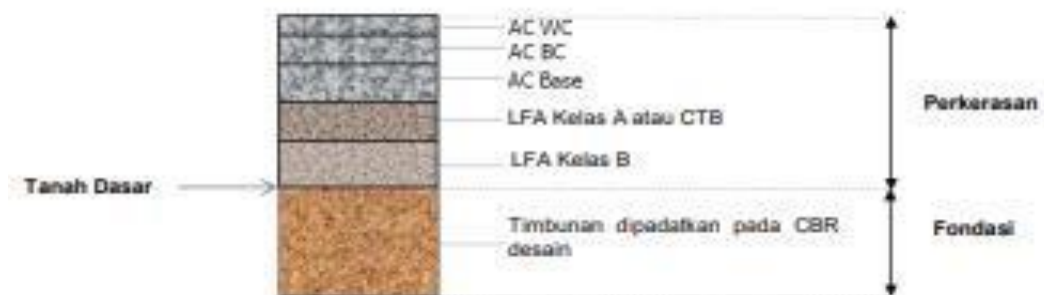 AC WC
AC BC
AC Base
Perkerasan
LFA Kelas A atau CTB
LFA Kelas B
Tanah Dasar
Timbunan dipadatkan pada CBR
desain
Fondasi